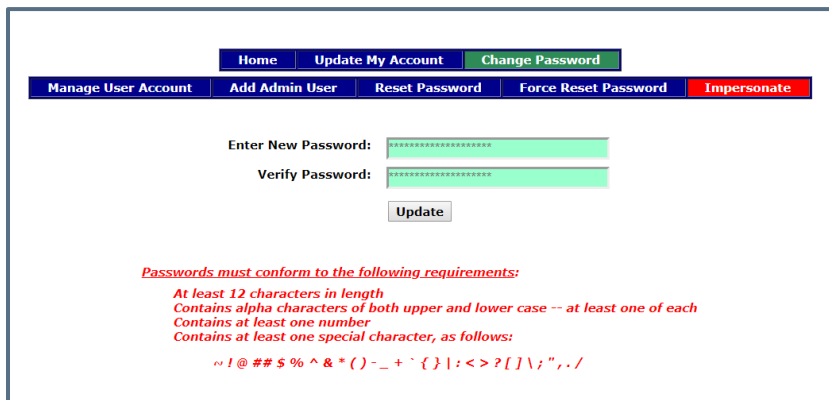 Home Update My Account Change Password
Manage User Account Add Admin User Reset Password Force Reset Password Impersonate
Enter New Password: ********************
Verify Password: ********************
Update
Passwords must conform to the following requirements:
At least 12 characters in length
Contains alpha characters of both upper and lower case -- at least one of each
Contains at least one number
Contains at least one special character, as follows:
~ ! @ ## $ % ^ & * ( ) - _ + ` { } | : < > ? [ ] \ ; " , . /